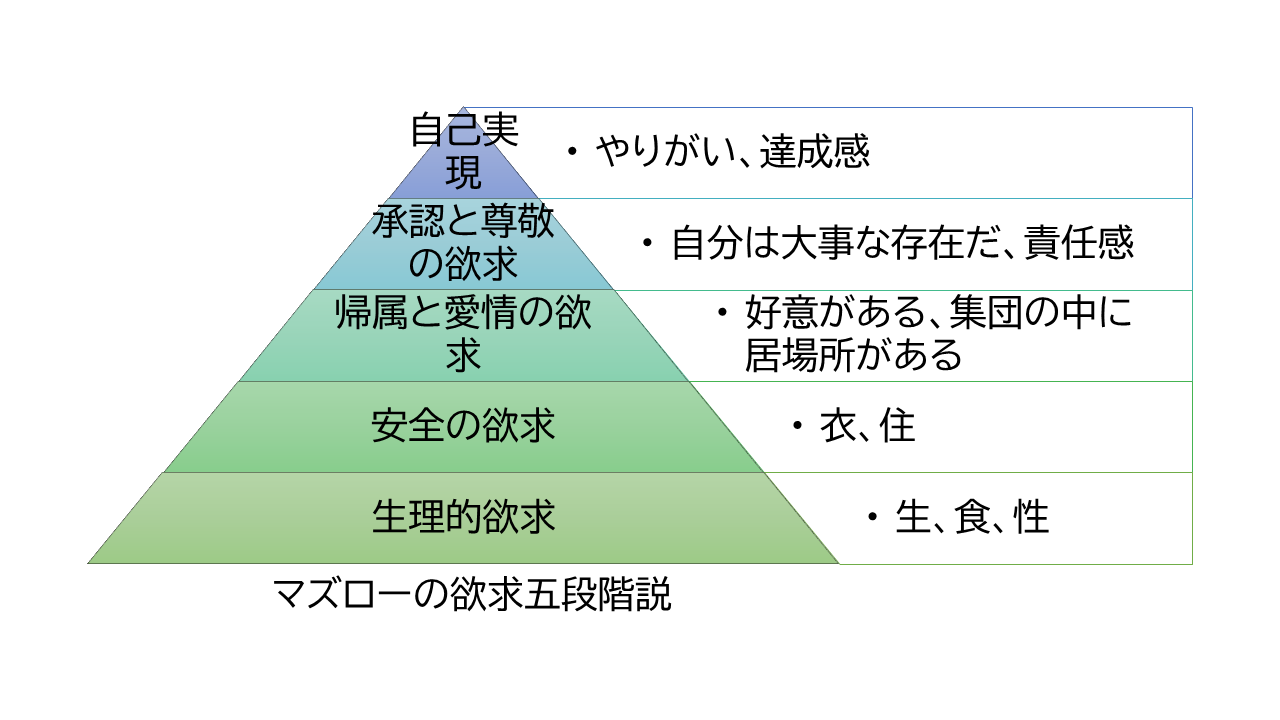 自己実
現
・やりがい、達成感
承認と尊敬
の欲求
・自分は大事な存在だ、責任感
帰属と愛情の欲
求
・好意がある、集団の中に
居場所がある
安全の欲求
・衣、住
生理的欲求
・生、食、性
マズローの欲求五段階説